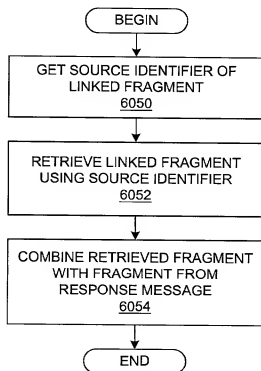 BEGIN
GET SOURCE IDENTIFIER OF
LINKED FRAGMENT
6050
RETRIEVE LINKED FRAGMENT
USING SOURCE IDENTIFIER
6052
COMBINE RETRIEVED FRAGMENT
WITH FRAGMENT FROM
RESPONSE MESSAGE
6054
END